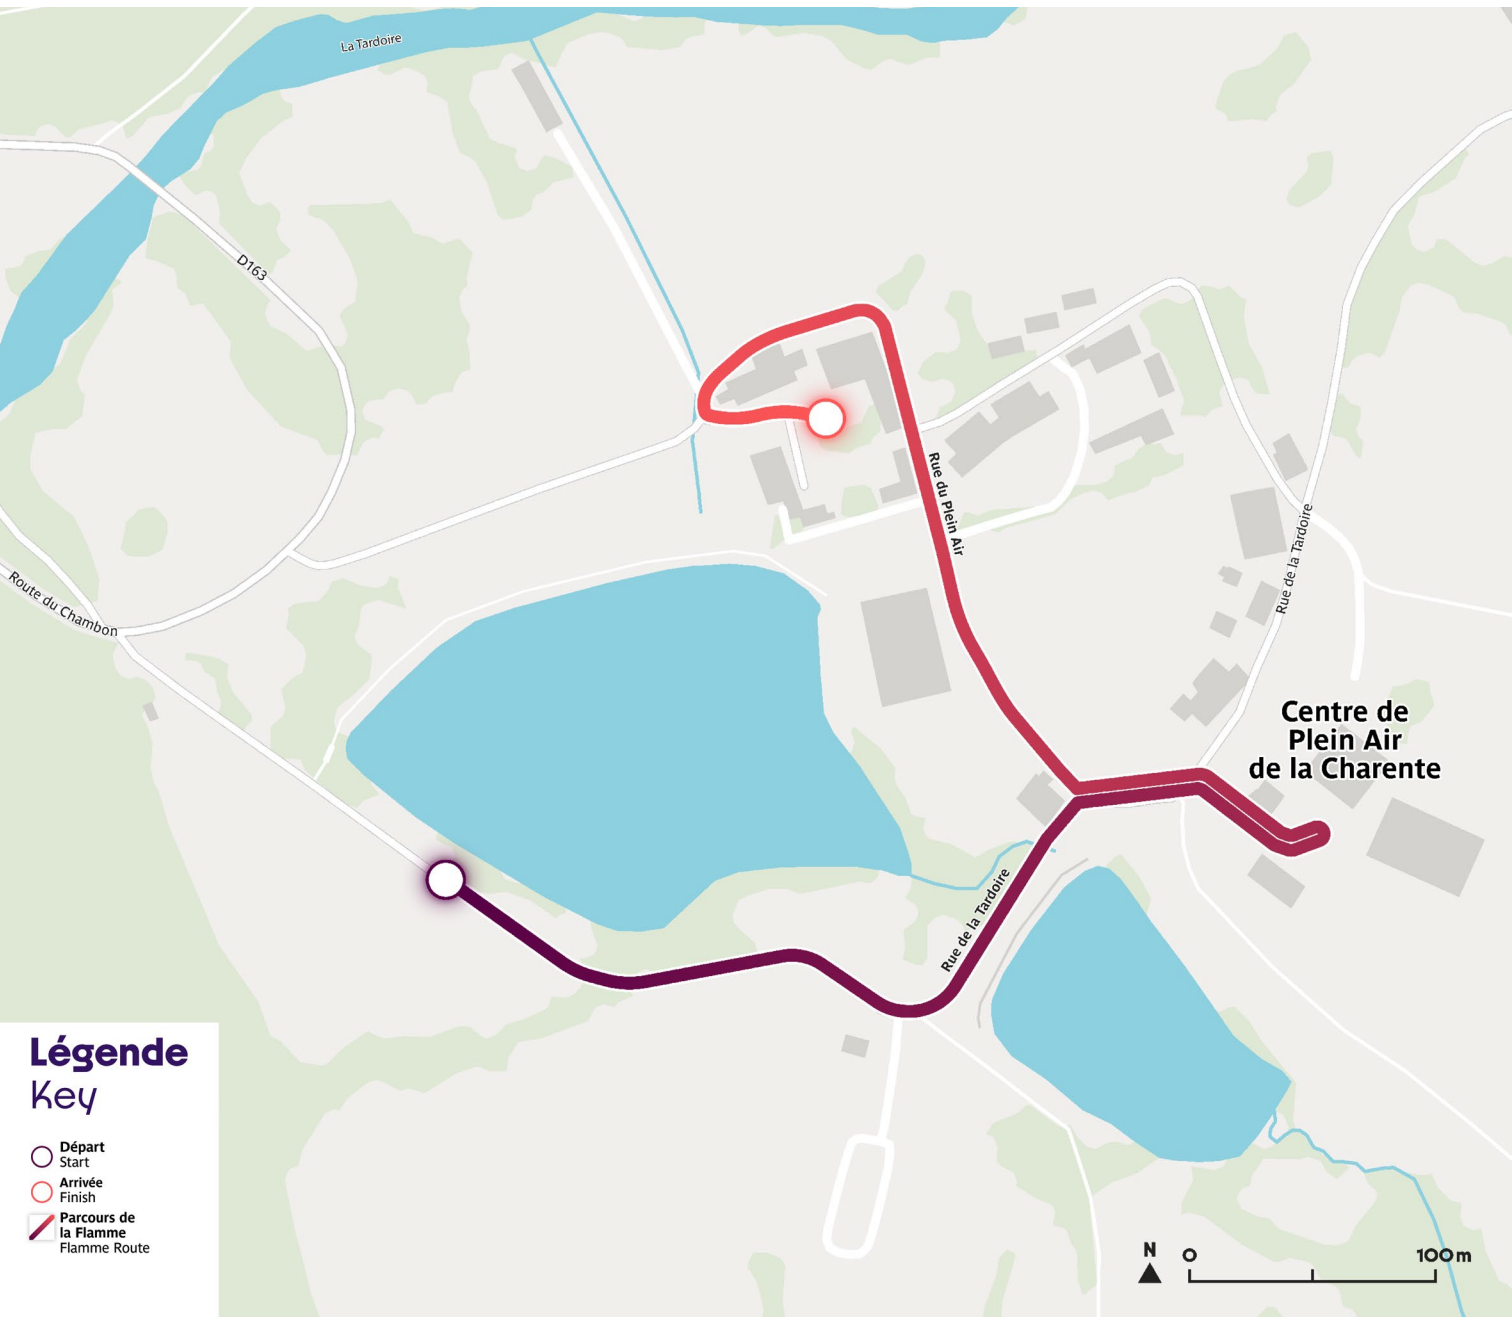 La Tardoire
D163
Rue du Plein Air
Rue de la Tardoire
Route du Chambon
Centre de
Plein Air
de la Charente
Rue de la Tardoire
Légende
Key
Départ
Start
Arrivée
Finish
Parcours de
la Flamme
Flamme Route
N 0 100 m